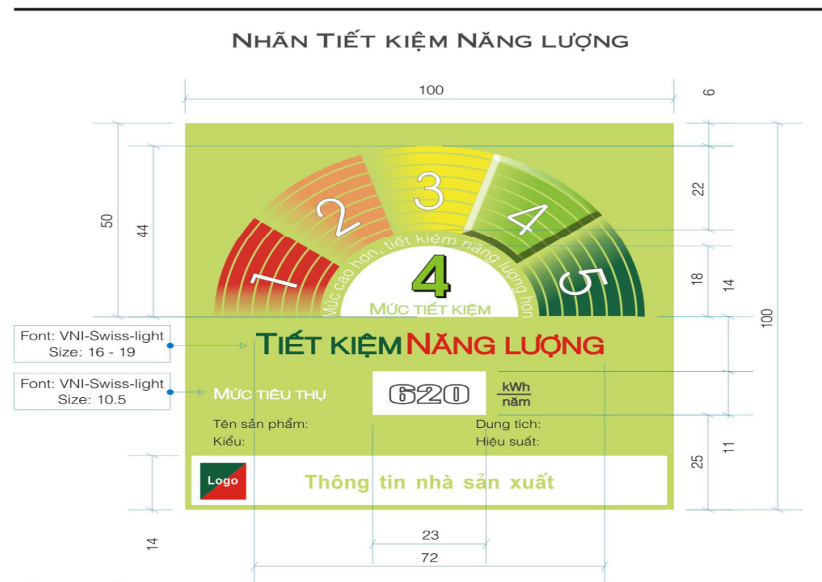 NHÃN TIẾT KIỆM NĂNG LƯỢNG
100
6
50
44
1
2
3
4
5
22
18
14
100
Mức cao hơn, tiết kiệm năng lượng hơn
4
MỨC TIẾT KIỆM
Font: VNI-Swiss-light
Size: 16 - 19
TIẾT KIỆM NĂNG LƯỢNG
Font: VNI-Swiss-light
Size: 10.5
MỨC TIÊU THỤ
620
kWh
năm
Tên sản phẩm:
Dung tích:
Kiểu:
Hiệu suất:
25
11
Logo
Thông tin nhà sản xuất
14
23
72